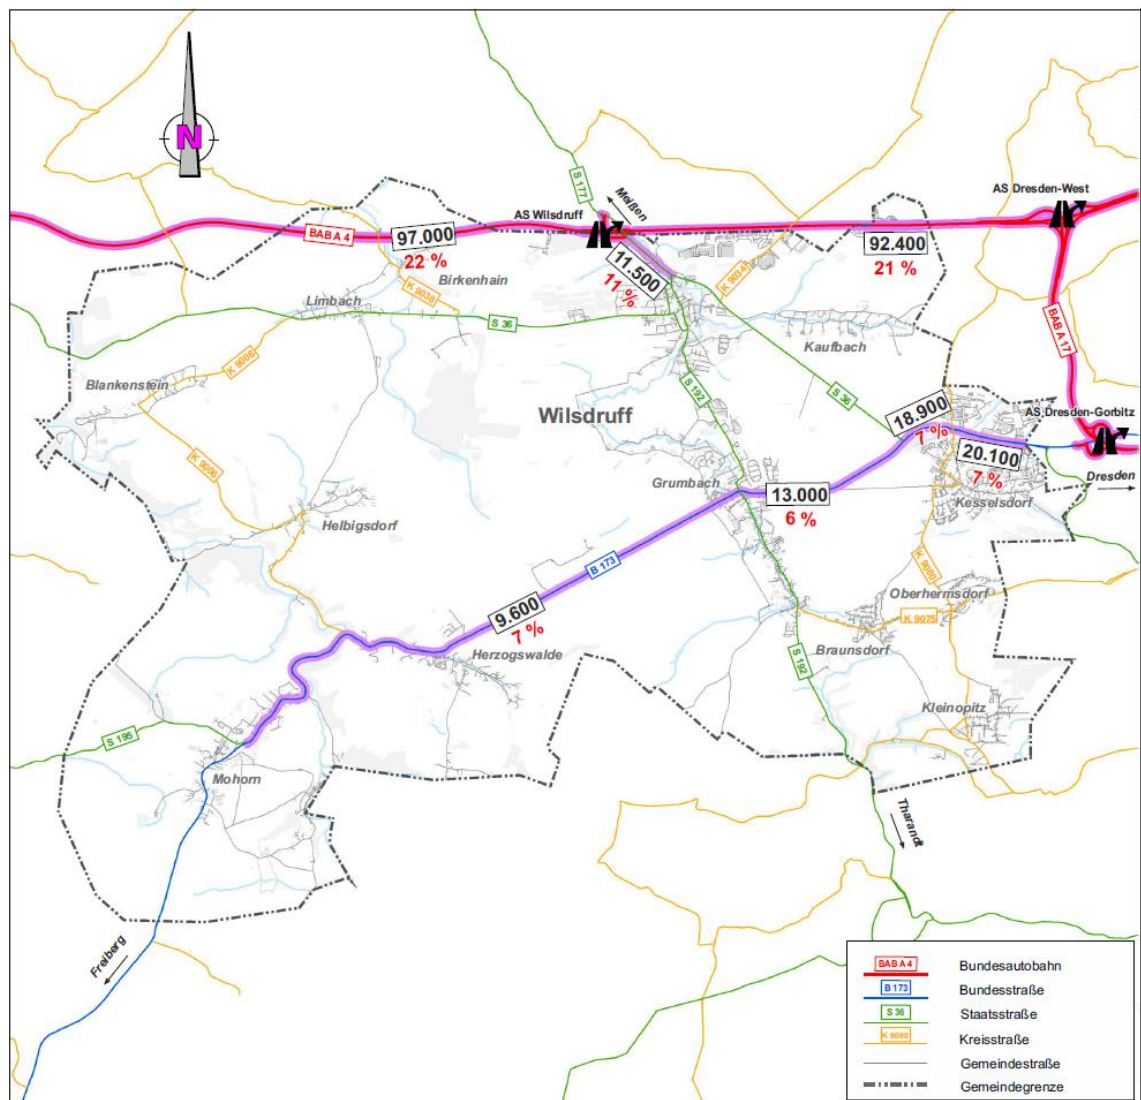 N
S 177
Meißen
AS Wilsdruff
AS Dresden-West
BAB A 4
97.000
22 %
92.400
21 %
11.500
11 %
K 9034
Birkenhain
K 9038
Limbach
S 36
Kaufbach
BAB A 17
K 9006
Blankenstein
S 192
S 36
Wilsdruff
18.900
7 %
AS Dresden-Gorbitz
20.100
7 %
Dresden
K 9006
Grumbach
13.000
6 %
Kesselsdorf
Helbigsdorf
B 173
K 9080
Oberhermsdorf
9.600
7 %
K 9075
Herzogswalde
Braunsdorf
S 192
Kleinopitz
S 195
Mohorn
Tharandt
Freiberg
BAB A 4 Bundesautobahn
B 173 Bundesstraße
S 36 Staatsstraße
K 9080 Kreisstraße
Gemeindestraße
Gemeindegrenze